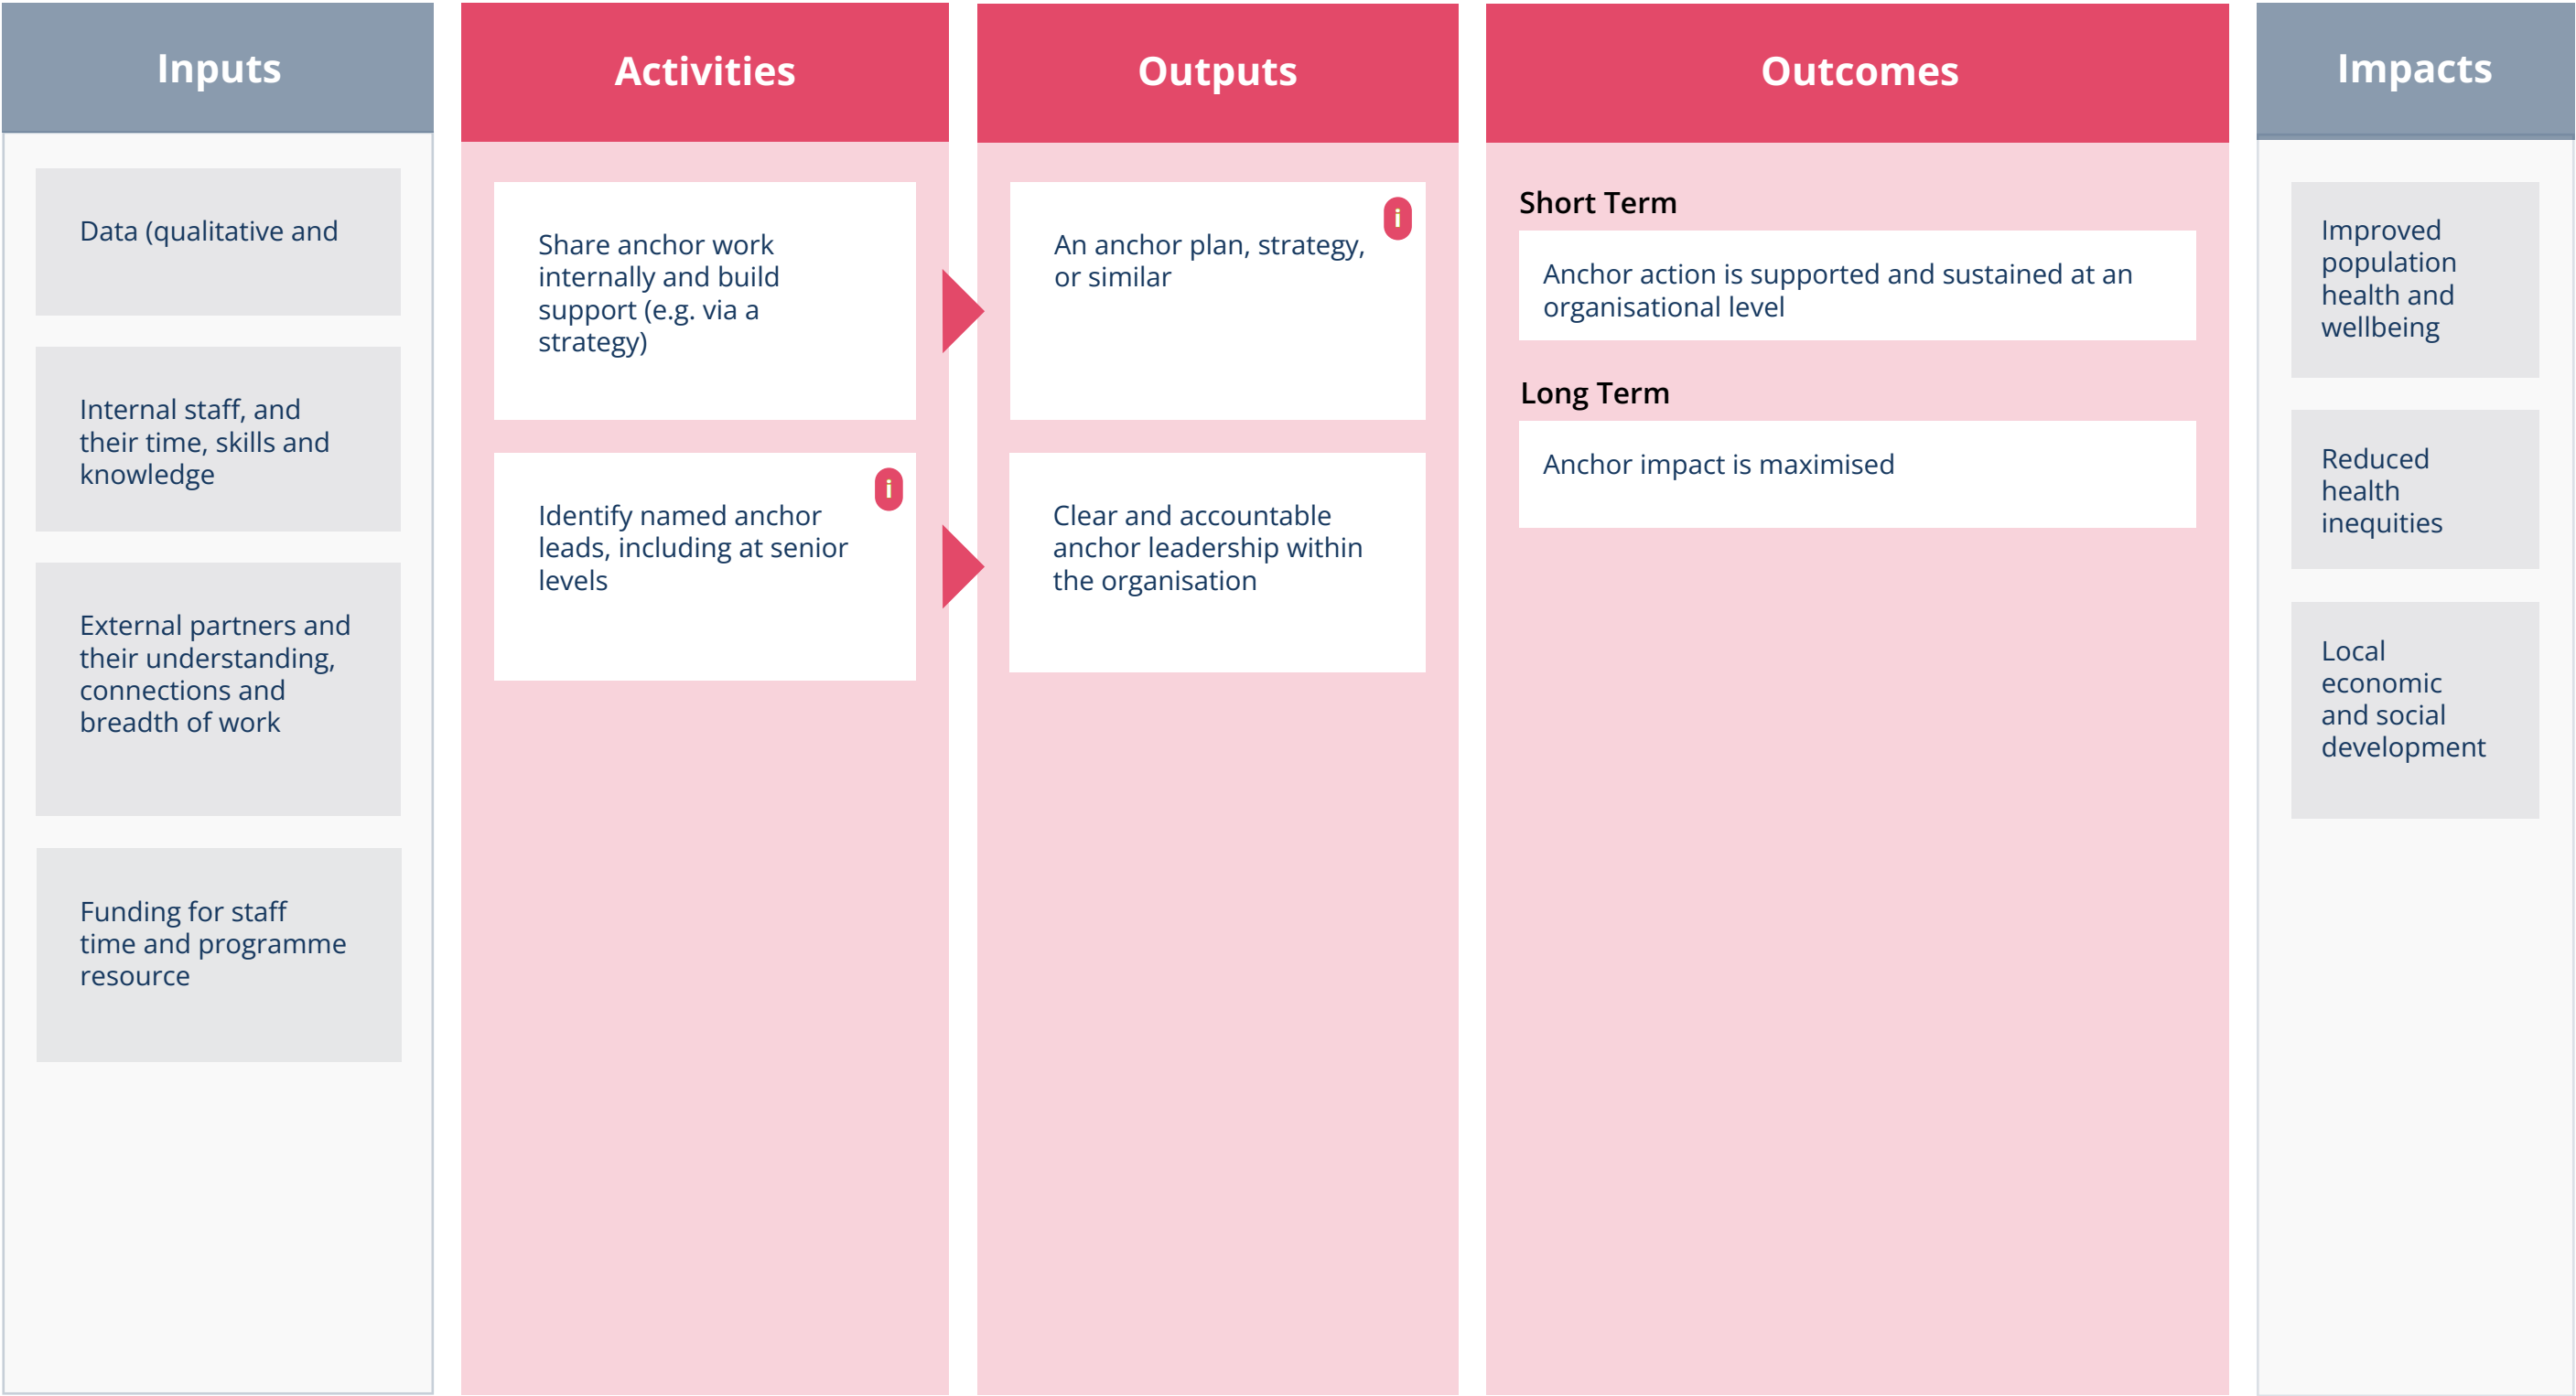 Inputs
Data (qualitative and
Internal staff, and
their time, skills and
knowledge
External partners and
their understanding,
connections and
breadth of work
Funding for staff
time and programme
resource
Activities
Share anchor work
internally and build
support (e.g. via a
strategy)
i
Identify named anchor
leads, including at senior
levels
Outputs
i
An anchor plan, strategy,
or similar
Clear and accountable
anchor leadership within
the organisation
Outcomes
Short Term
Anchor action is supported and sustained at an
organisational level
Long Term
Anchor impact is maximised
Impacts
Improved
population
health and
wellbeing
Reduced
health
inequities
Local
economic
and social
development